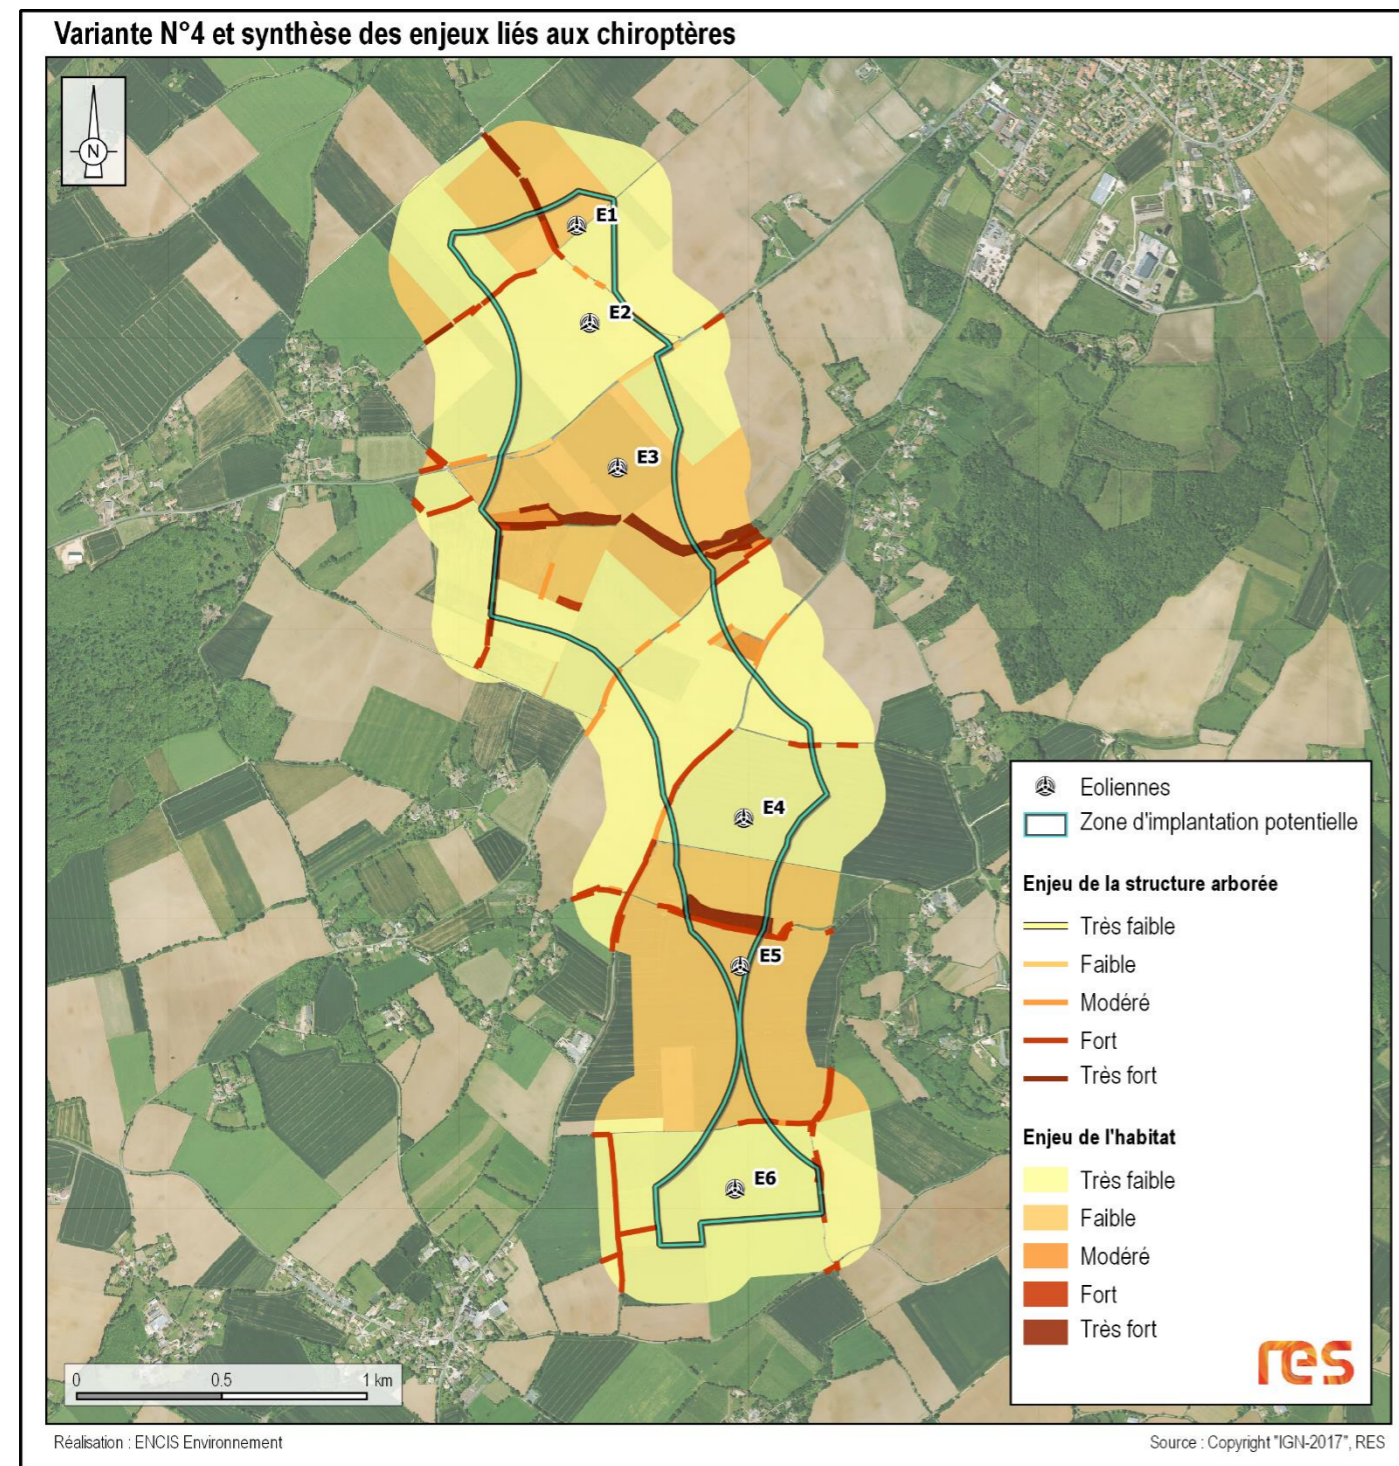 Variante N°4 et synthèse des enjeux liés aux chiroptères
N
E1
E2
E3
E4
E5
E6
Eoliennes
Zone d'implantation potentielle
Enjeu de la structure arborée
Très faible
Faible
Modéré
Fort
Très fort
Enjeu de l'habitat
Très faible
Faible
Modéré
Fort
Très fort
res
0 0.5 1 km
Réalisation : ENCIS Environnement
Source : Copyright "IGN-2017", RES